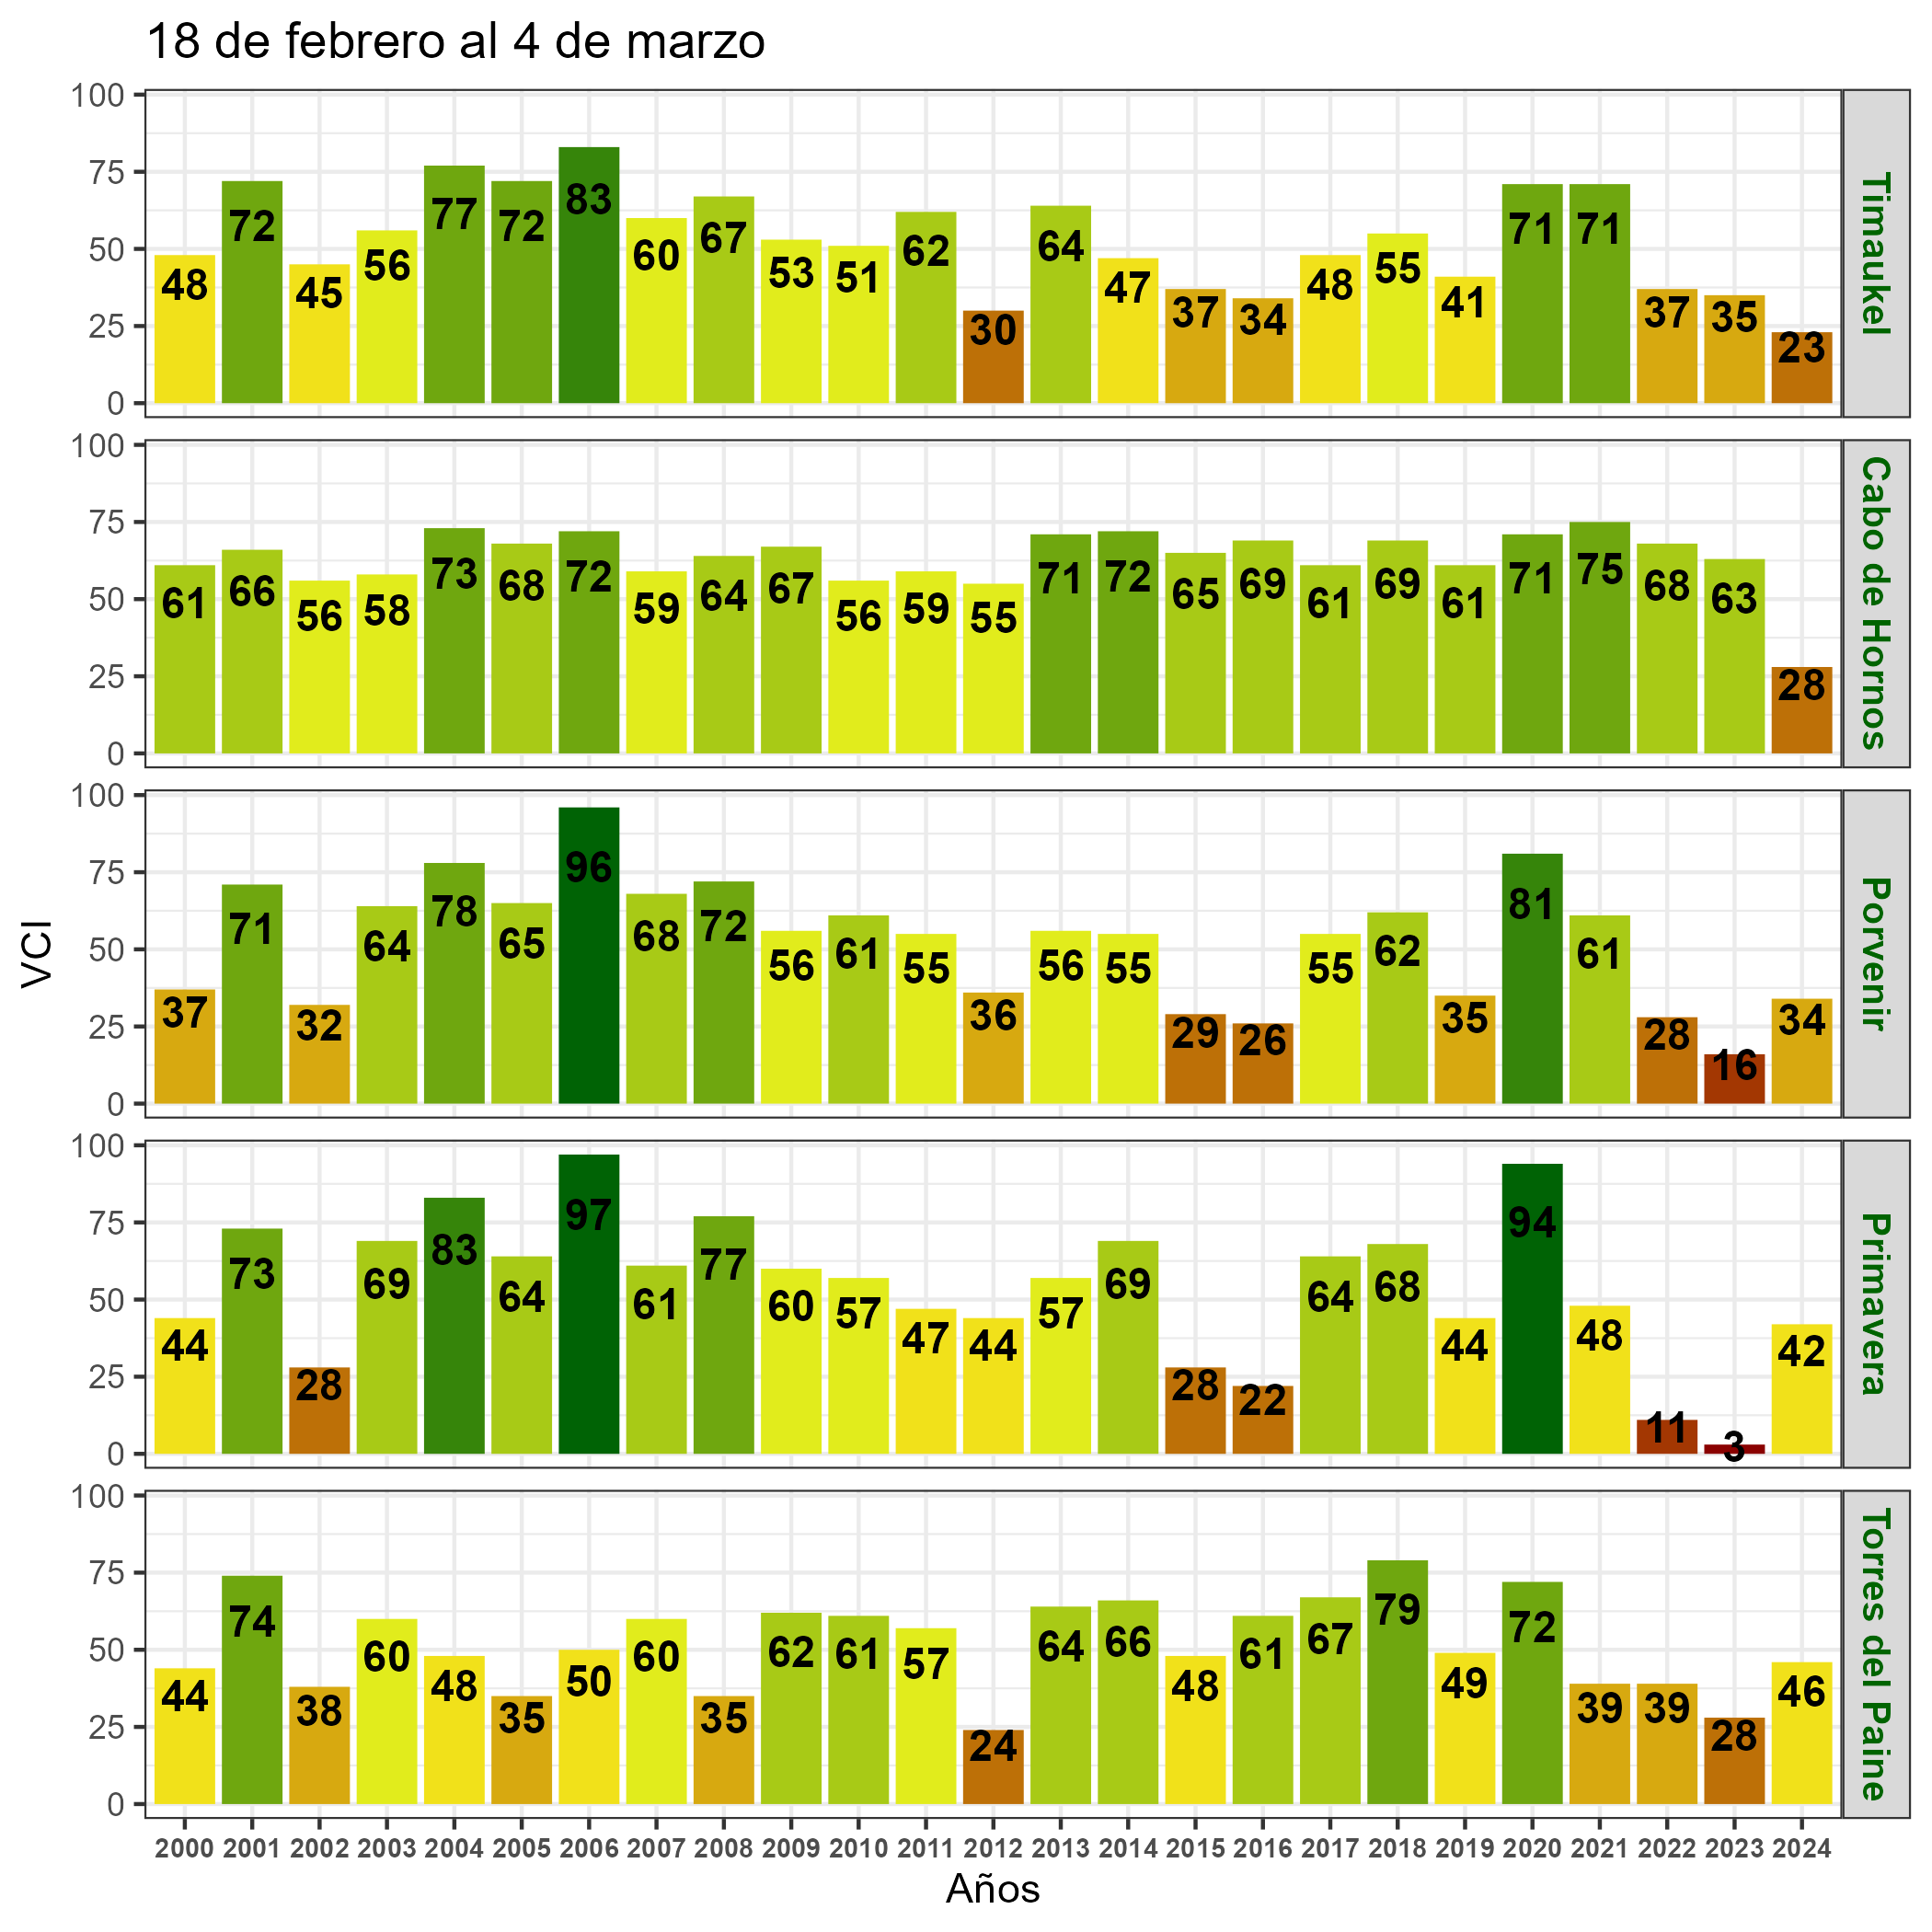 18 de febrero al 4 de marzo
100
75
50
25
0
48 72 45 56 77 72 83 60 67 53 51 62 30 64 47 37 34 48 55 41 71 71 37 35 23
Timaukel
100
75
50
25
0
61 66 56 58 73 68 72 59 64 67 56 59 55 71 72 65 69 61 69 61 71 75 68 63 28
Cabo de Hornos
VCI
100
75
50
25
0
37 71 32 64 78 65 96 68 72 56 61 55 36 56 55 29 26 55 62 35 81 61 28 16 34
Porvenir
100
75
50
25
0
44 73 28 69 83 64 97 61 77 60 57 47 44 57 69 28 22 64 68 44 94 48 11 3 42
Primavera
100
75
50
25
0
44 74 38 60 48 35 50 60 35 62 61 57 24 64 66 48 61 67 79 49 72 39 39 28 46
Torres del Paine
2000 2001 2002 2003 2004 2005 2006 2007 2008 2009 2010 2011 2012 2013 2014 2015 2016 2017 2018 2019 2020 2021 2022 2023 2024
Años